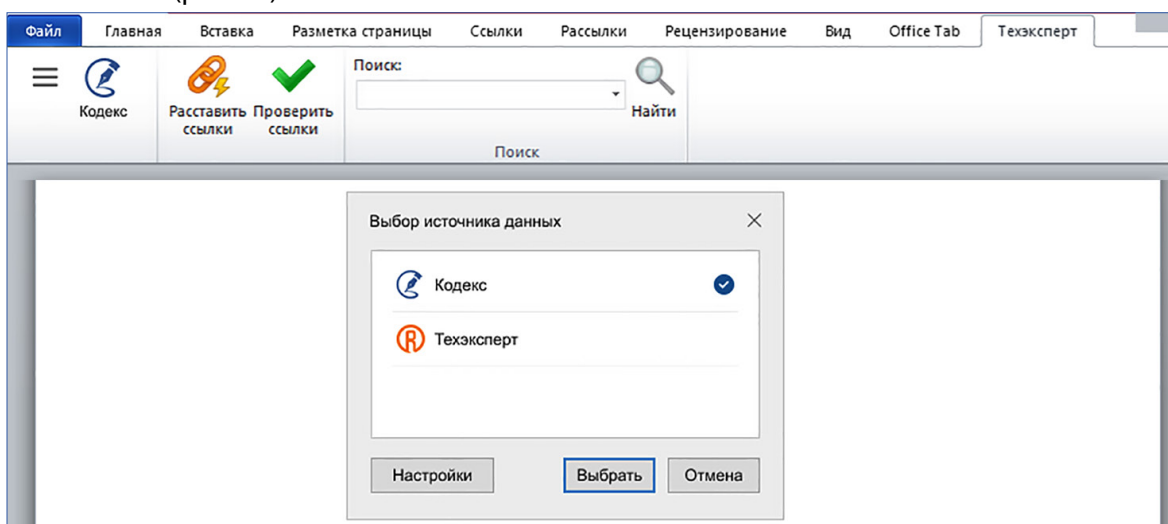 Файл Главная Вставка Разметка страницы Ссылки Рассылки Рецензирование Вид Office Tab Техэксперт
Поиск:
Кодекс Расставить ссылки Проверить ссылки Найти
Поиск
Выбор источника данных
Кодекс
Техэксперт
Настройки Выбрать Отмена